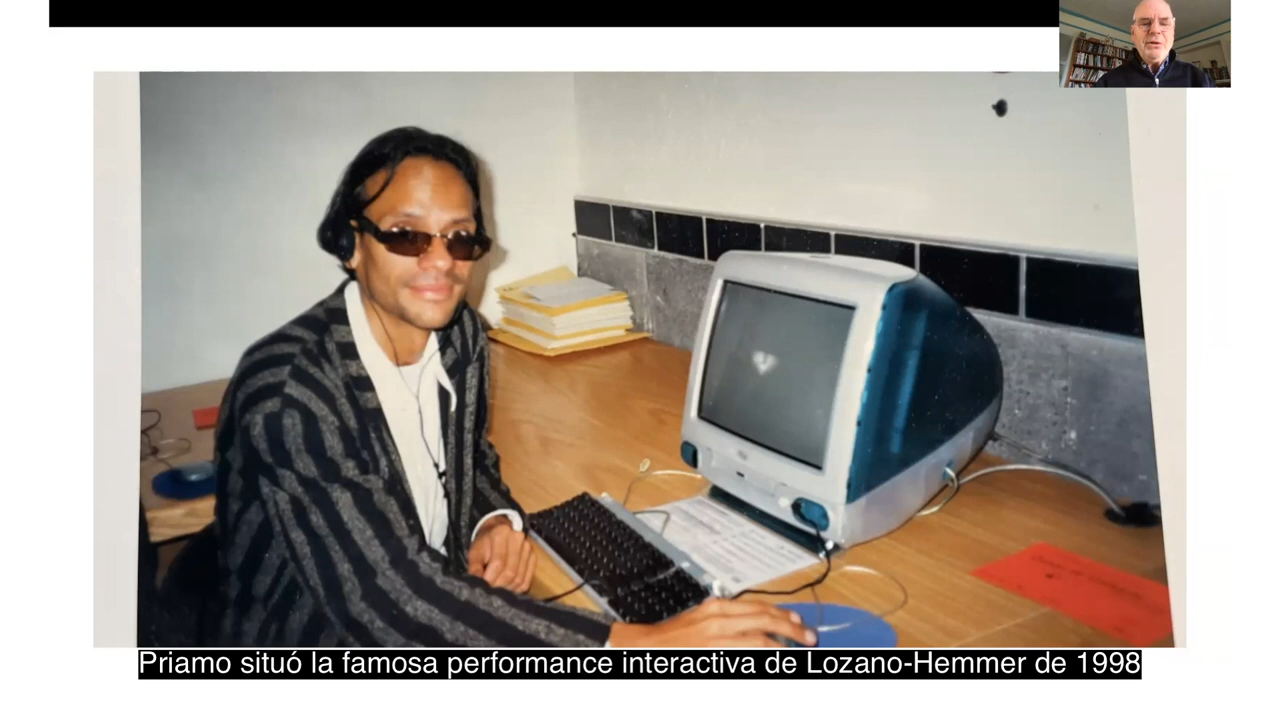 Priamo situó la famosa performance interactiva de Lozano-Hemmer de 1998